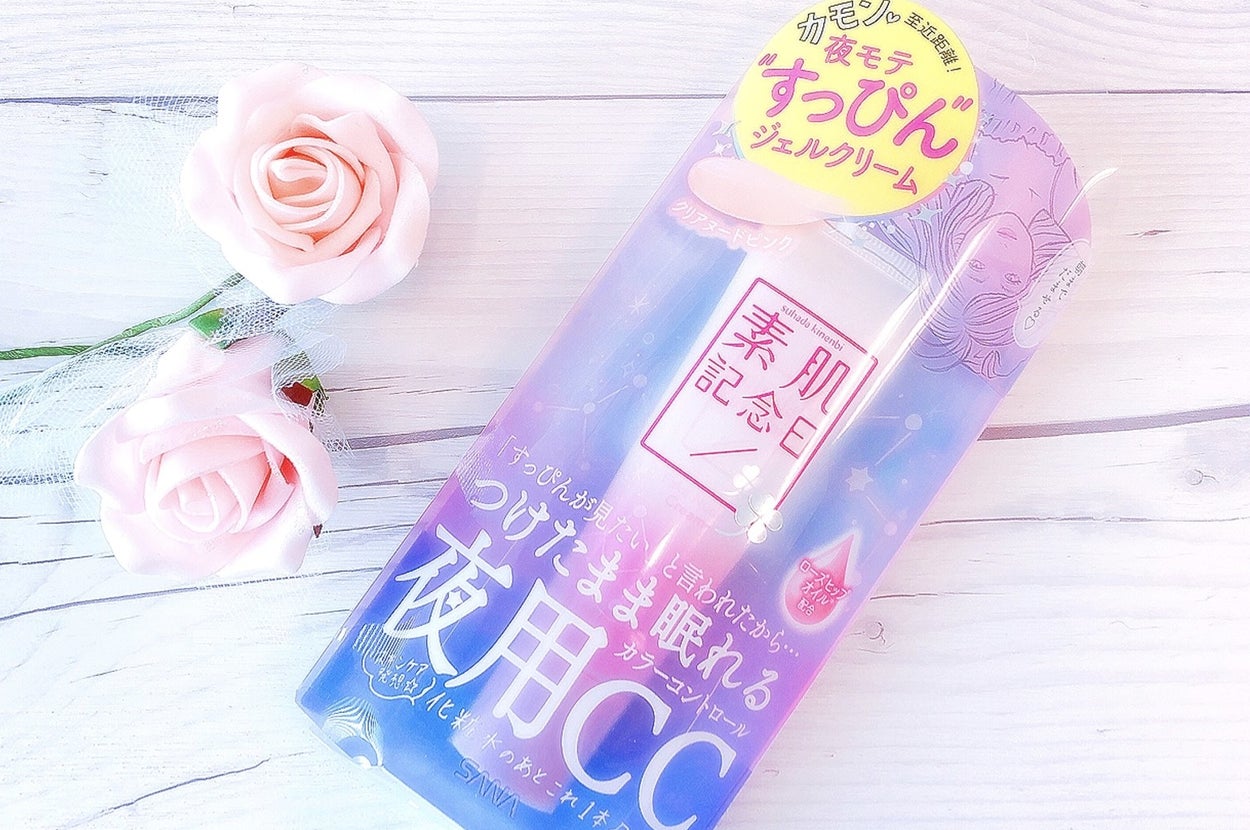 カモン♡ 至近距離!
夜モテ
"すっぴん"
ジェルクリーム
クリアヌードピンク
suhada kinenbi
素肌
記念日
「すっぴんが見たい」と言われたから…
つけたまま眠れる
カラーコントロール
夜用CC
ローズヒップ
オイル
配合
化粧水のあとこれ1本
SANA